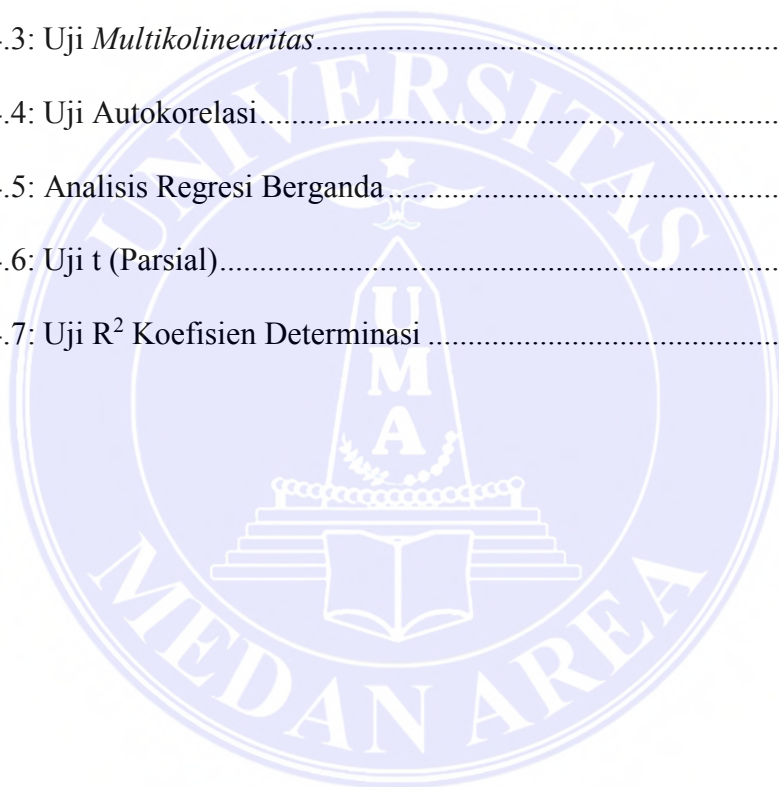 .3: Uji Multikolinearitas
.4: Uji Autokorelasi
.5: Analisis Regresi Berganda
.6: Uji t (Parsial)
.7: Uji R² Koefisien Determinasi
UNIVERSITAS
UMA
MEDAN AREA